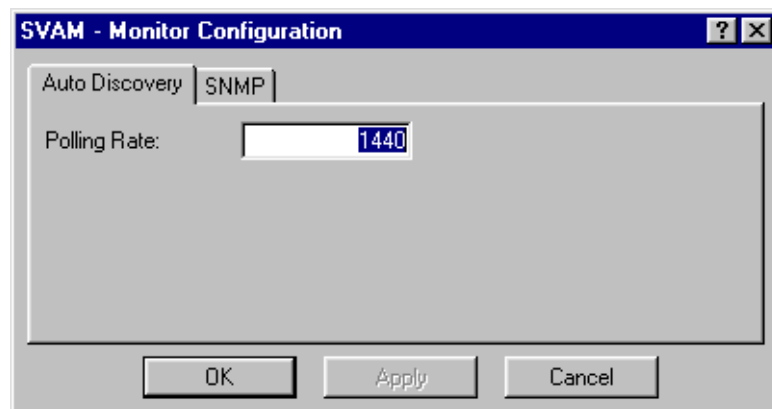 SVAM - Monitor Configuration
Auto Discovery SNMP
Polling Rate: 1440
OK Apply Cancel